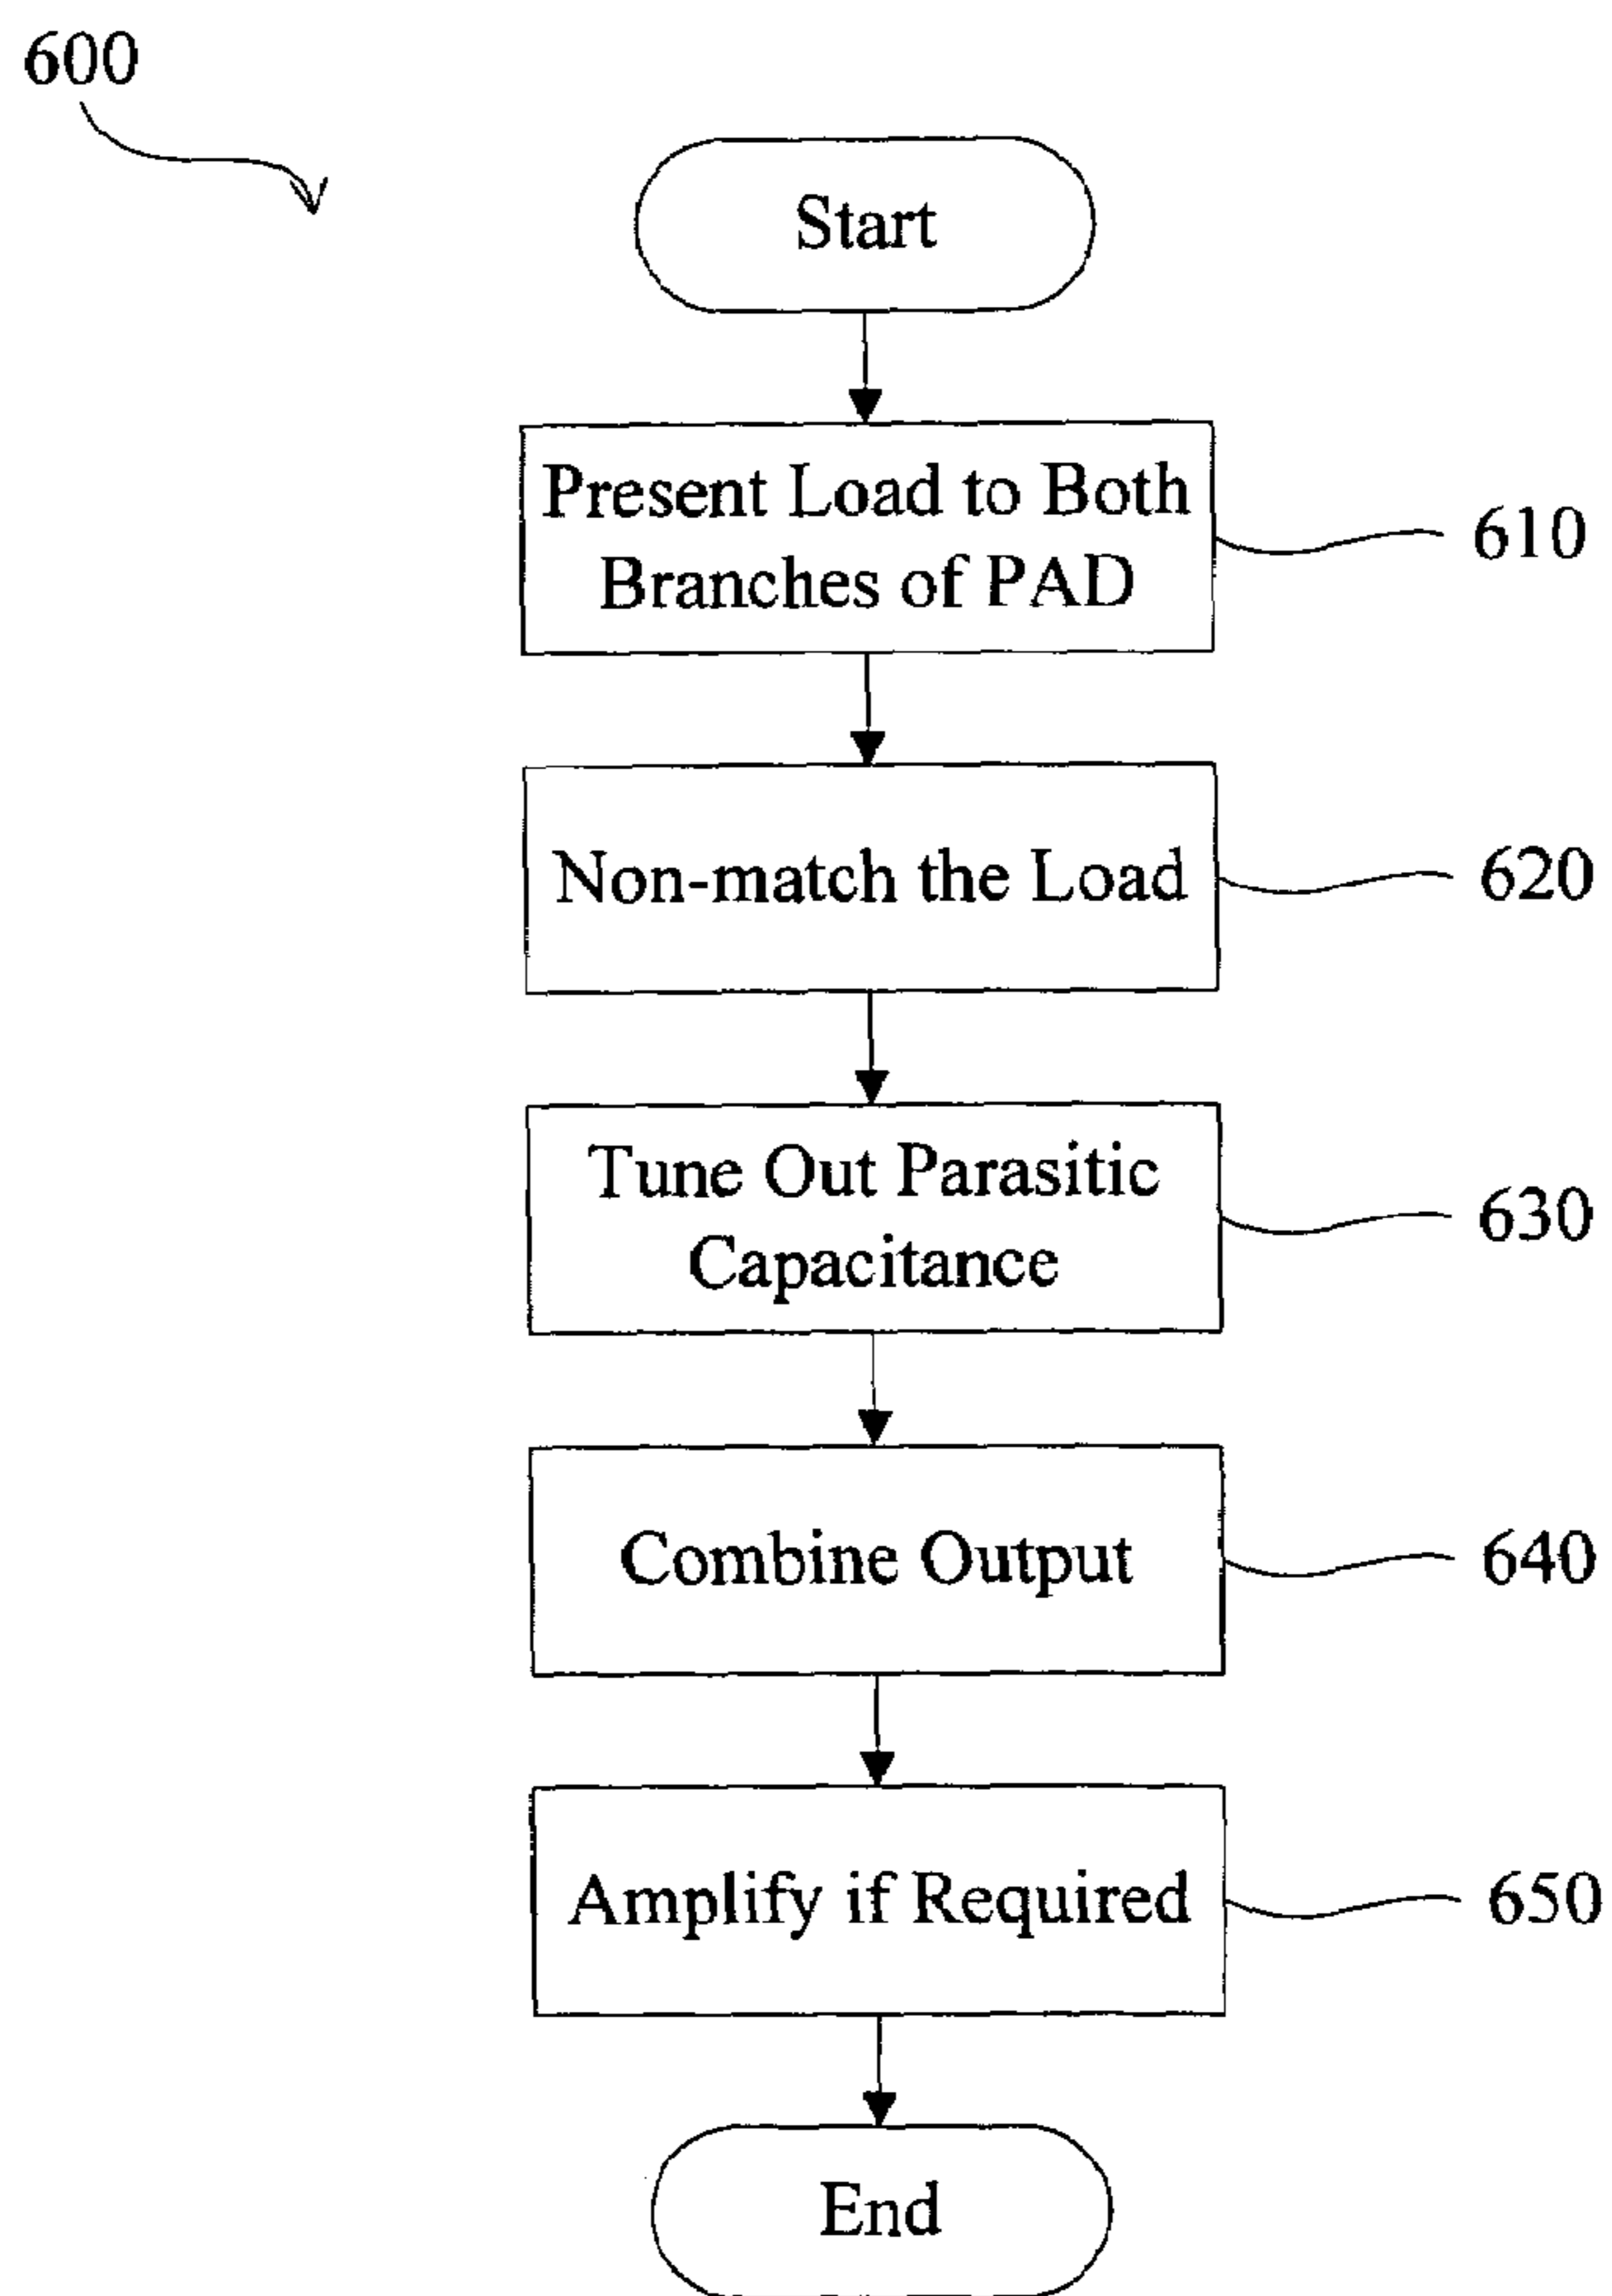 600
Start
Present Load to Both
Branches of PAD
610
Non-match the Load
620
Tune Out Parasitic
Capacitance
630
Combine Output
640
Amplify if Required
650
End